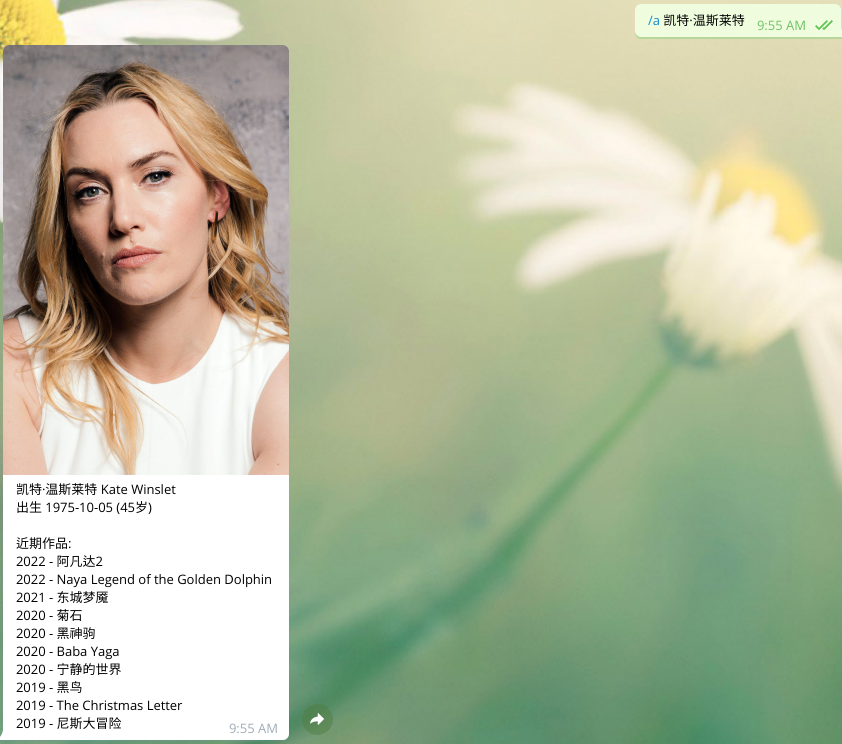 /a 凯特·温斯莱特
9:55 AM
凯特·温斯莱特 Kate Winslet
出生 1975-10-05 (45岁)
近期作品:
2022 - 阿凡达2
2022 - Naya Legend of the Golden Dolphin
2021 - 东城梦魇
2020 - 菊石
2020 - 黑神驹
2020 - Baba Yaga
2020 - 宁静的世界
2019 - 黑鸟
2019 - The Christmas Letter
2019 - 尼斯大冒险
9:55 AM